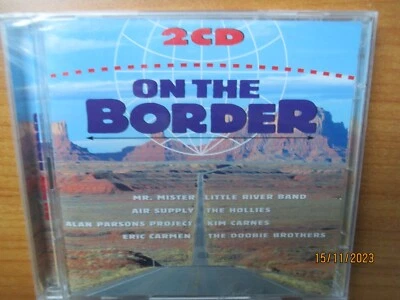 2CD
ON THE
BORDER
MR. MISTER LITTLE RIVER BAND
AIR SUPPLY THE HOLLIES
ALAN PARSONS PROJECT KIM CARNES
ERIC CARMEN THE DOOBIE BROTHERS
15/11/2023